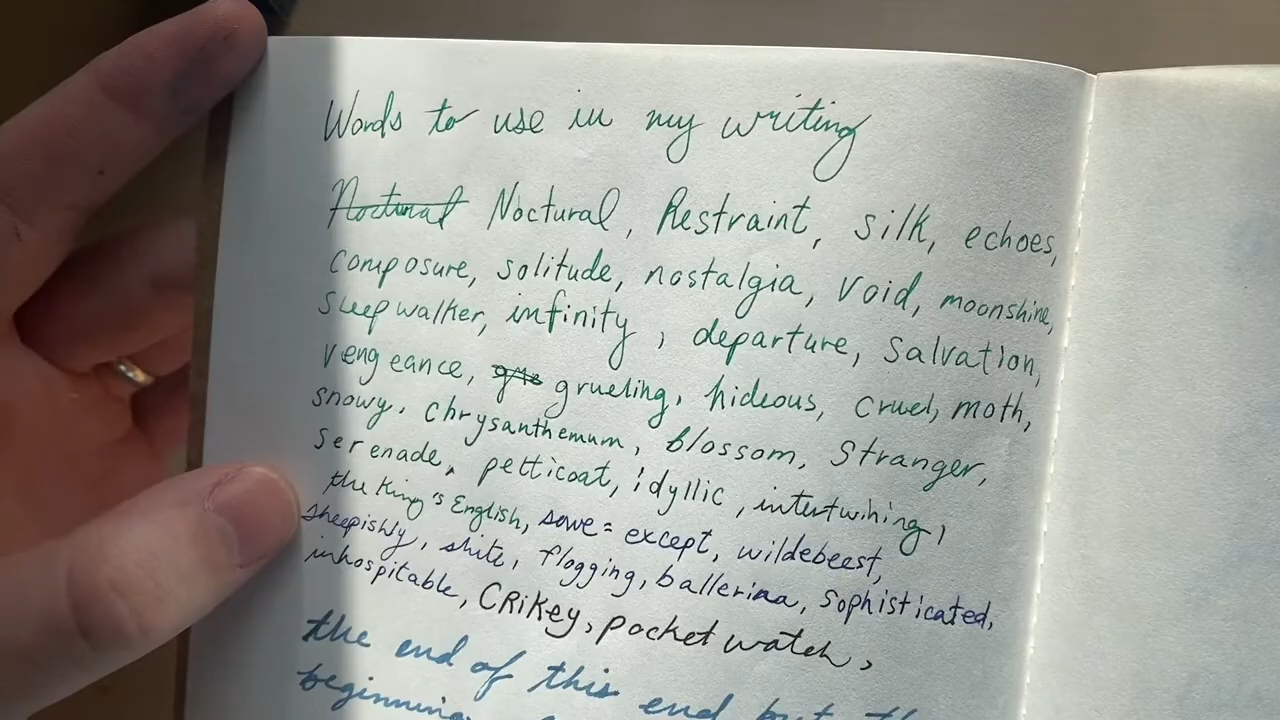 Words to use in my writing
Noctural Noctural, Restraint, silk, echoes,
composure, solitude, nostalgia, void, moonshine,
sleepwalker, infinity, departure, Salvation,
vengeance, grueling, hideous, cruel, moth,
snowy, chrysanthemum, blossom, Stranger,
serenade, petticoat, idyllic, intertwining,
the King's English, save = except, wildebeest,
sheepishly, shite, flogging, ballerina, sophisticated,
inhospitable, CRiKey, pocket watch,
the end of this end but the
beginning